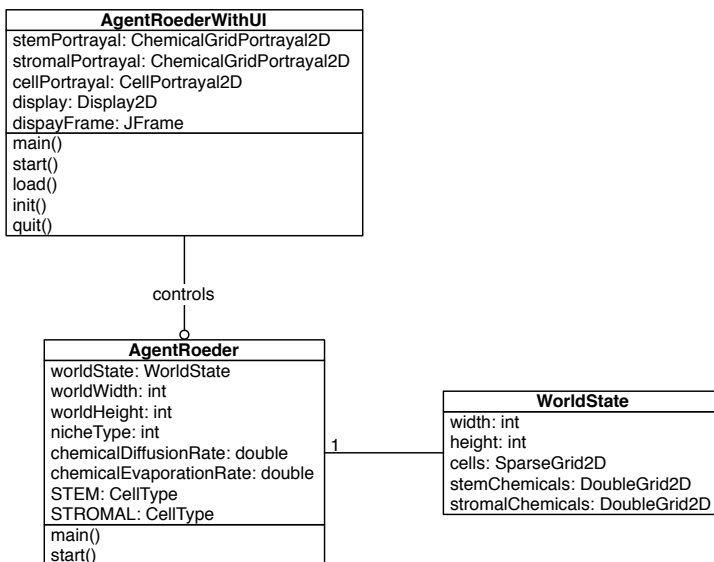 AgentRoederWithUI
stemPortrayal: ChemicalGridPortrayal2D
stromalPortrayal: ChemicalGridPortrayal2D
cellPortrayal: CellPortrayal2D
display: Display2D
dispayFrame: JFrame
main()
start()
load()
init()
quit()
controls
AgentRoeder
worldState: WorldState
worldWidth: int
worldHeight: int
nicheType: int
chemicalDiffusionRate: double
chemicalEvaporationRate: double
STEM: CellType
STROMAL: CellType
main()
start()
1
WorldState
width: int
height: int
cells: SparseGrid2D
stemChemicals: DoubleGrid2D
stromalChemicals: DoubleGrid2D